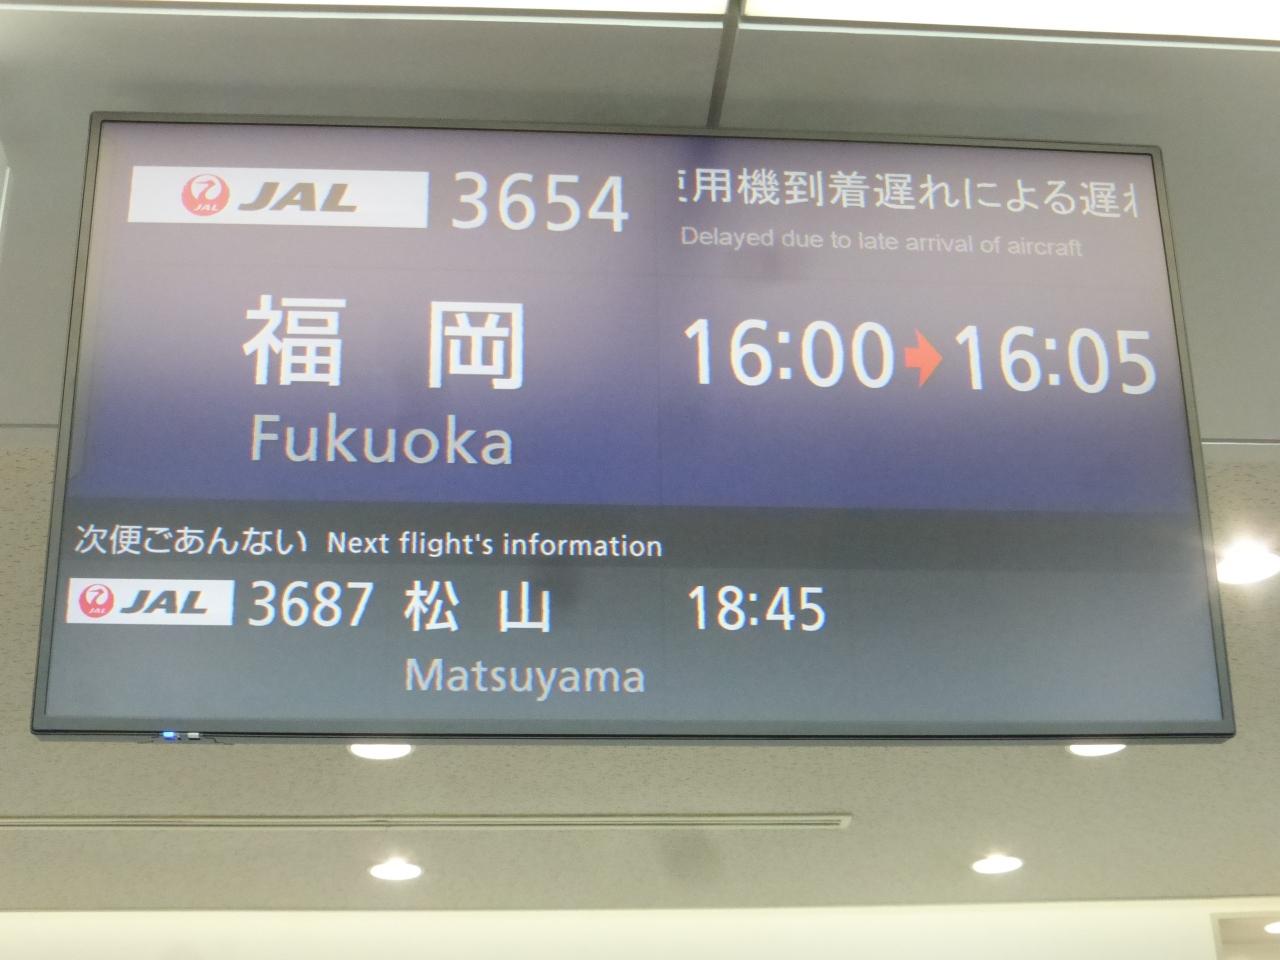 JAL 3654 使用機到着遅れによる遅れ
Delayed due to late arrival of aircraft
福岡 16:00➡16:05
Fukuoka
次便ごあんない Next flight's information
JAL 3687 松山 18:45
Matsuyama